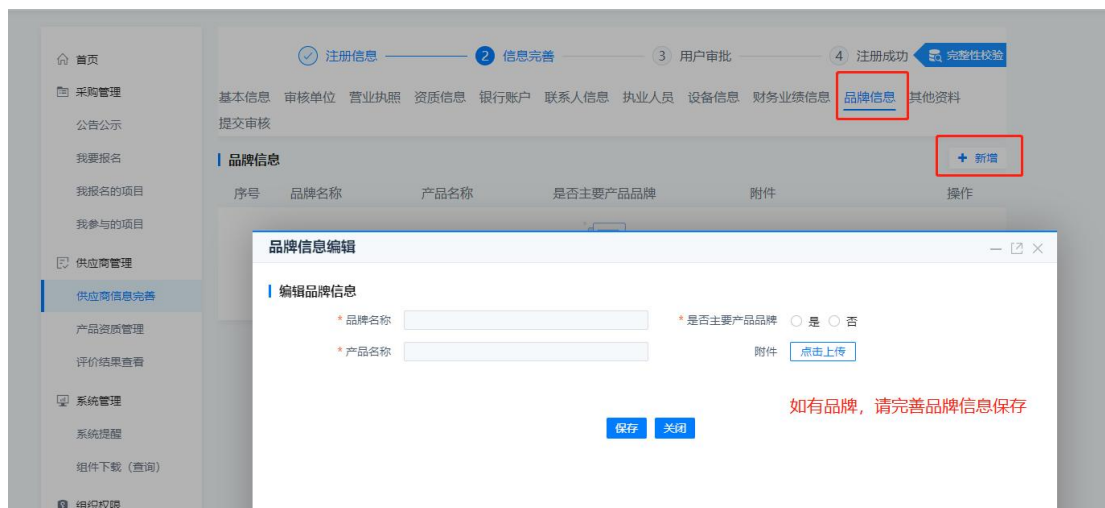 首页
采购管理
公告公示
我要报名
我报名的项目
我参与的项目
供应商管理
供应商信息完善
产品资质管理
评价结果查看
系统管理
系统提醒
组件下载（查询）
组织权限
注册信息 2 信息完善 3 用户审批 4 注册成功 完整性校验
基本信息 审核单位 营业执照 资质信息 银行账户 联系人信息 执业人员 设备信息 财务业绩信息 品牌信息 其他资料
提交审核
品牌信息 + 新增
序号 品牌名称 产品名称 是否主要产品品牌 附件 操作
品牌信息编辑
编辑品牌信息
* 品牌名称 * 是否主要产品品牌 是 否
* 产品名称 附件 点击上传
如有品牌，请完善品牌信息保存
保存 关闭